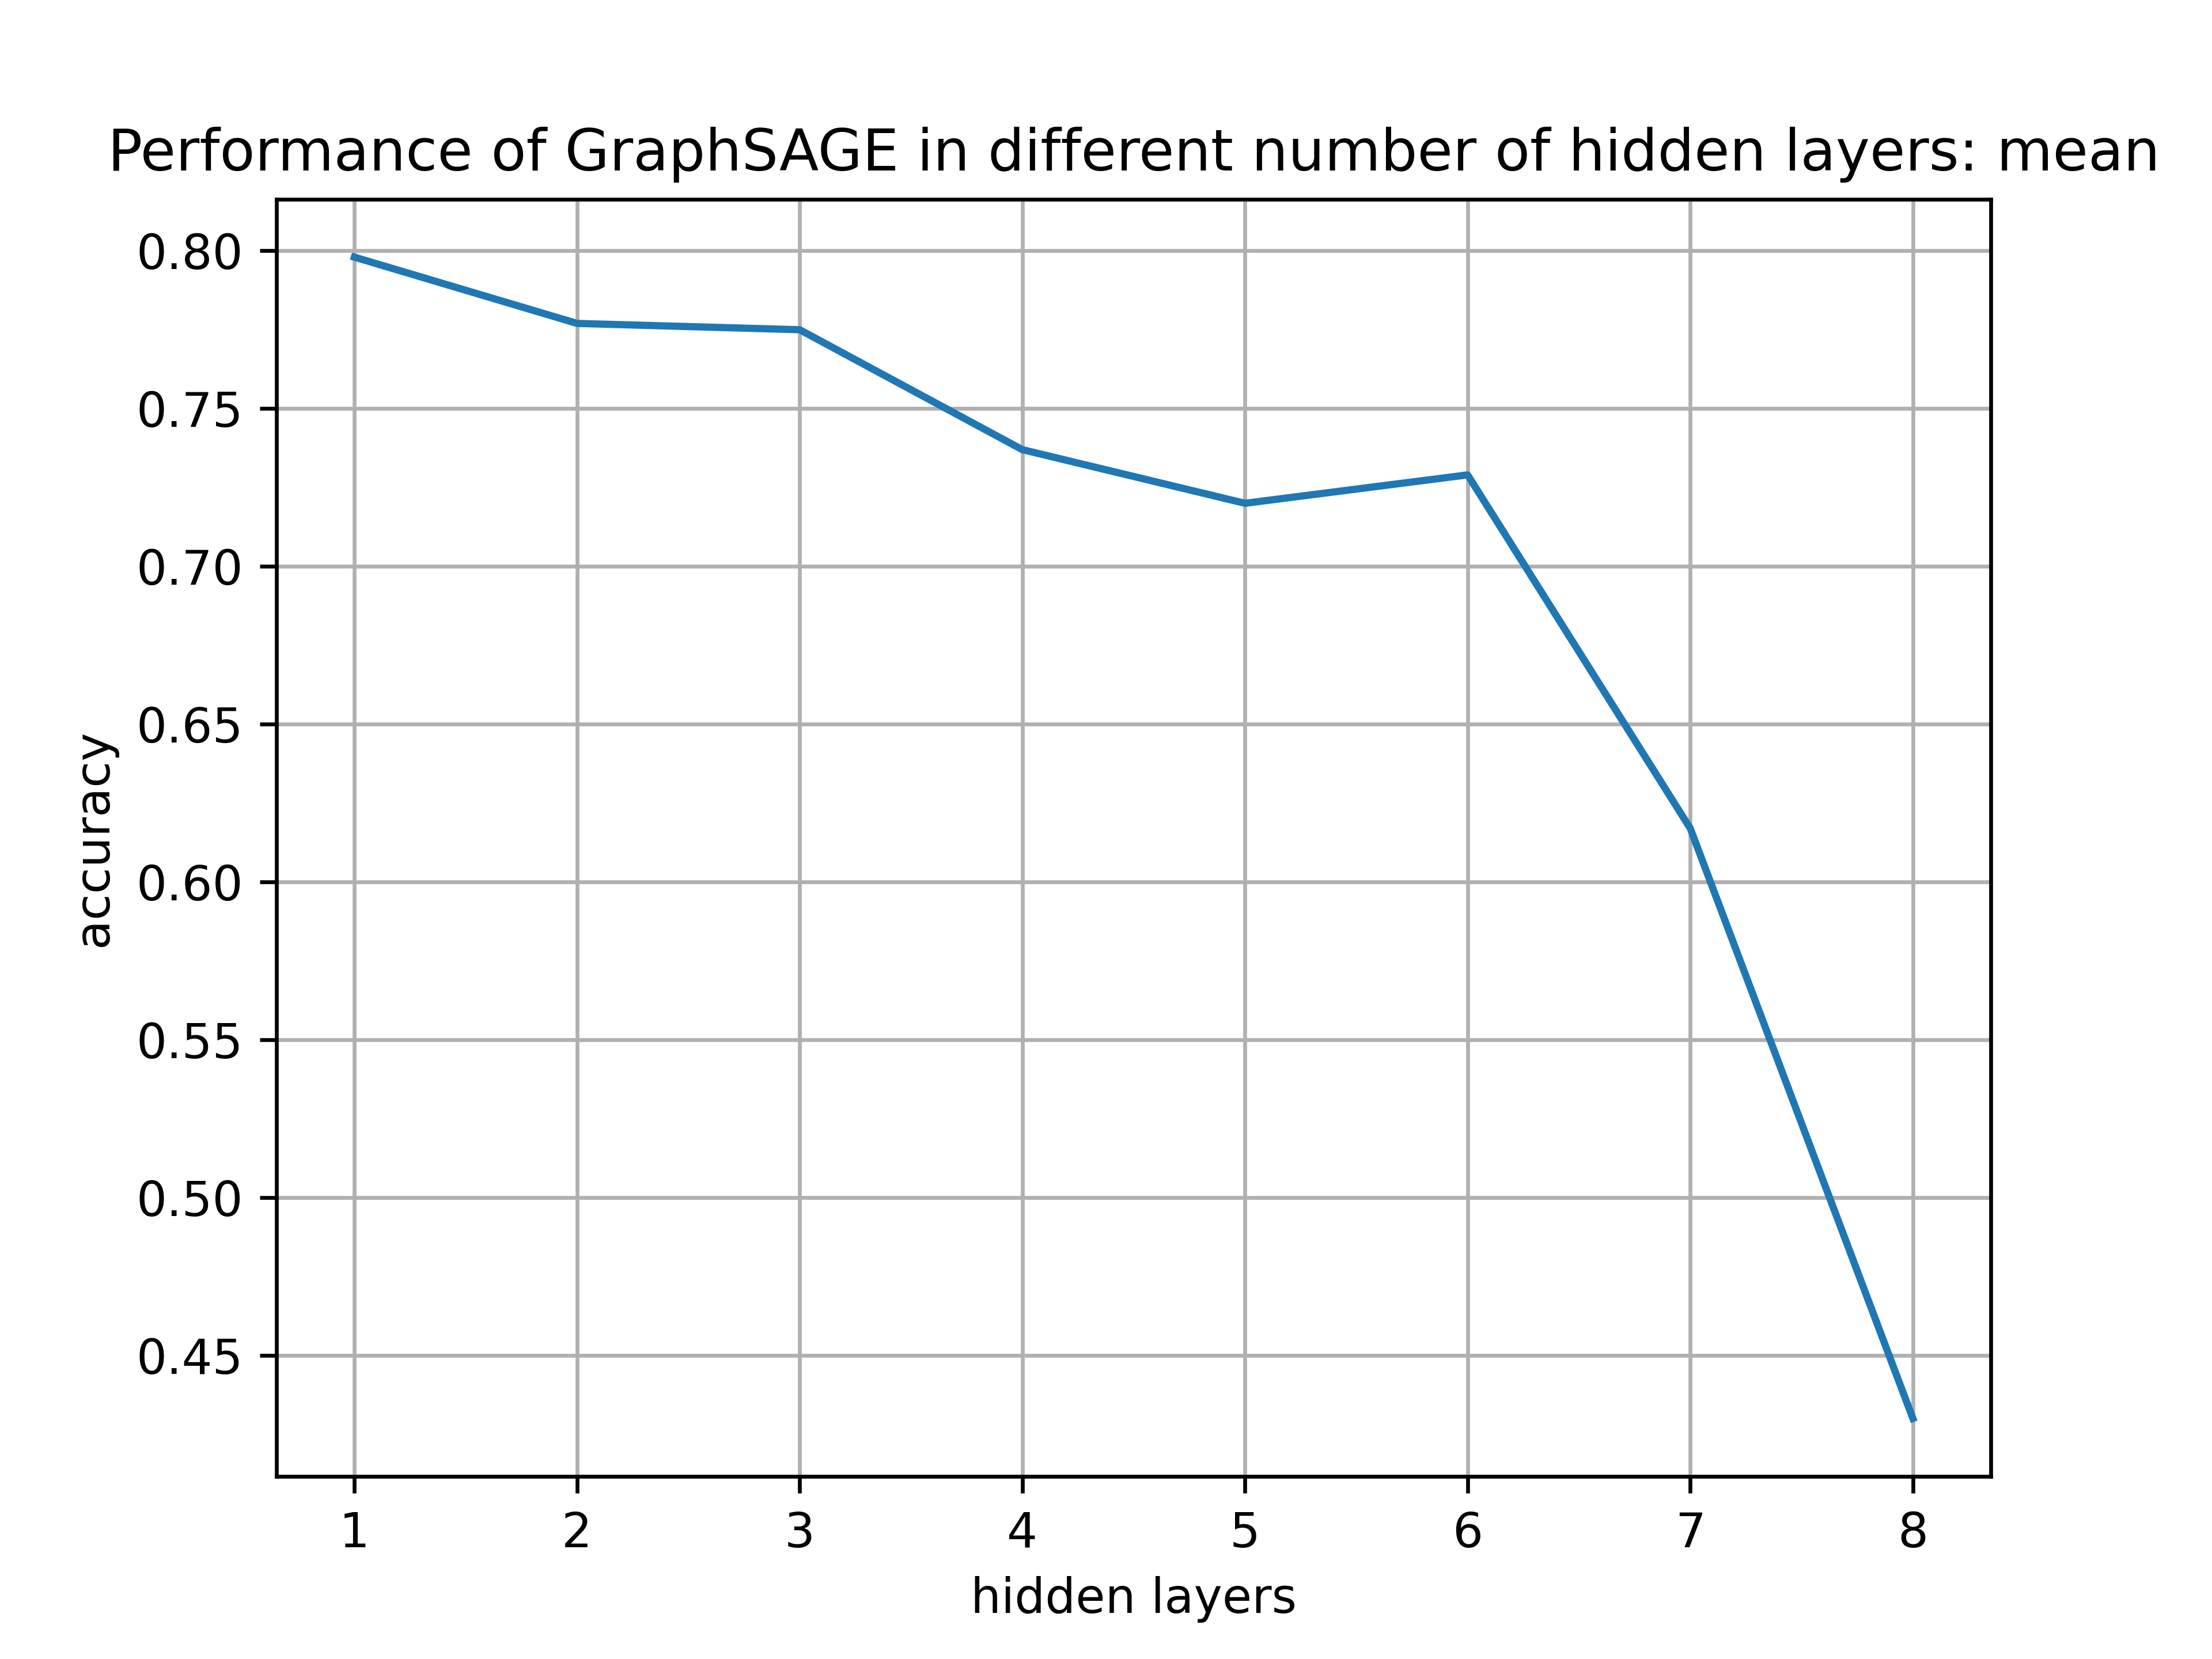 Performance of GraphSAGE in different number of hidden layers: mean
0.80
0.75
0.70
0.65
0.60
0.55
0.50
0.45
accuracy
1 2 3 4 5 6 7 8
hidden layers